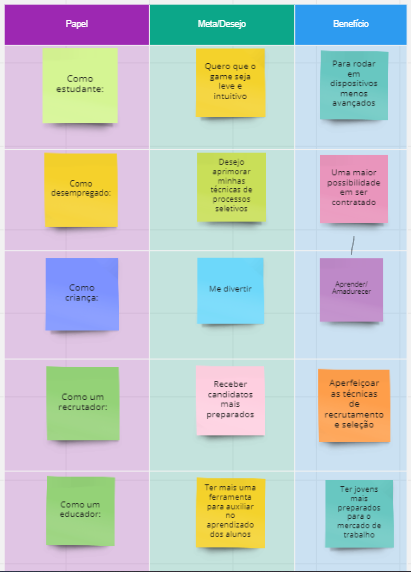 Papel
Meta/Desejo
Benefício
Como
estudante:
Quero que o
game seja
leve e
intuitivo
Para rodar
em
dispositivos
menos
avançados
Como
desempregado:
Desejo
aprimorar
minhas
técnicas de
processos
seletivos
Uma maior
possibilidade
em ser
contratado
Como
criança:
Me divertir
Aprender/
Amadurecer
Como um
recrutador:
Receber
candidatos
mais
preparados
Aperfeiçoar
as técnicas
de
recrutamento
e seleção
Como um
educador:
Ter mais uma
ferramenta
para auxiliar
no
aprendizado
dos alunos
Ter jovens
mais
preparados
para o
mercado de
trabalho